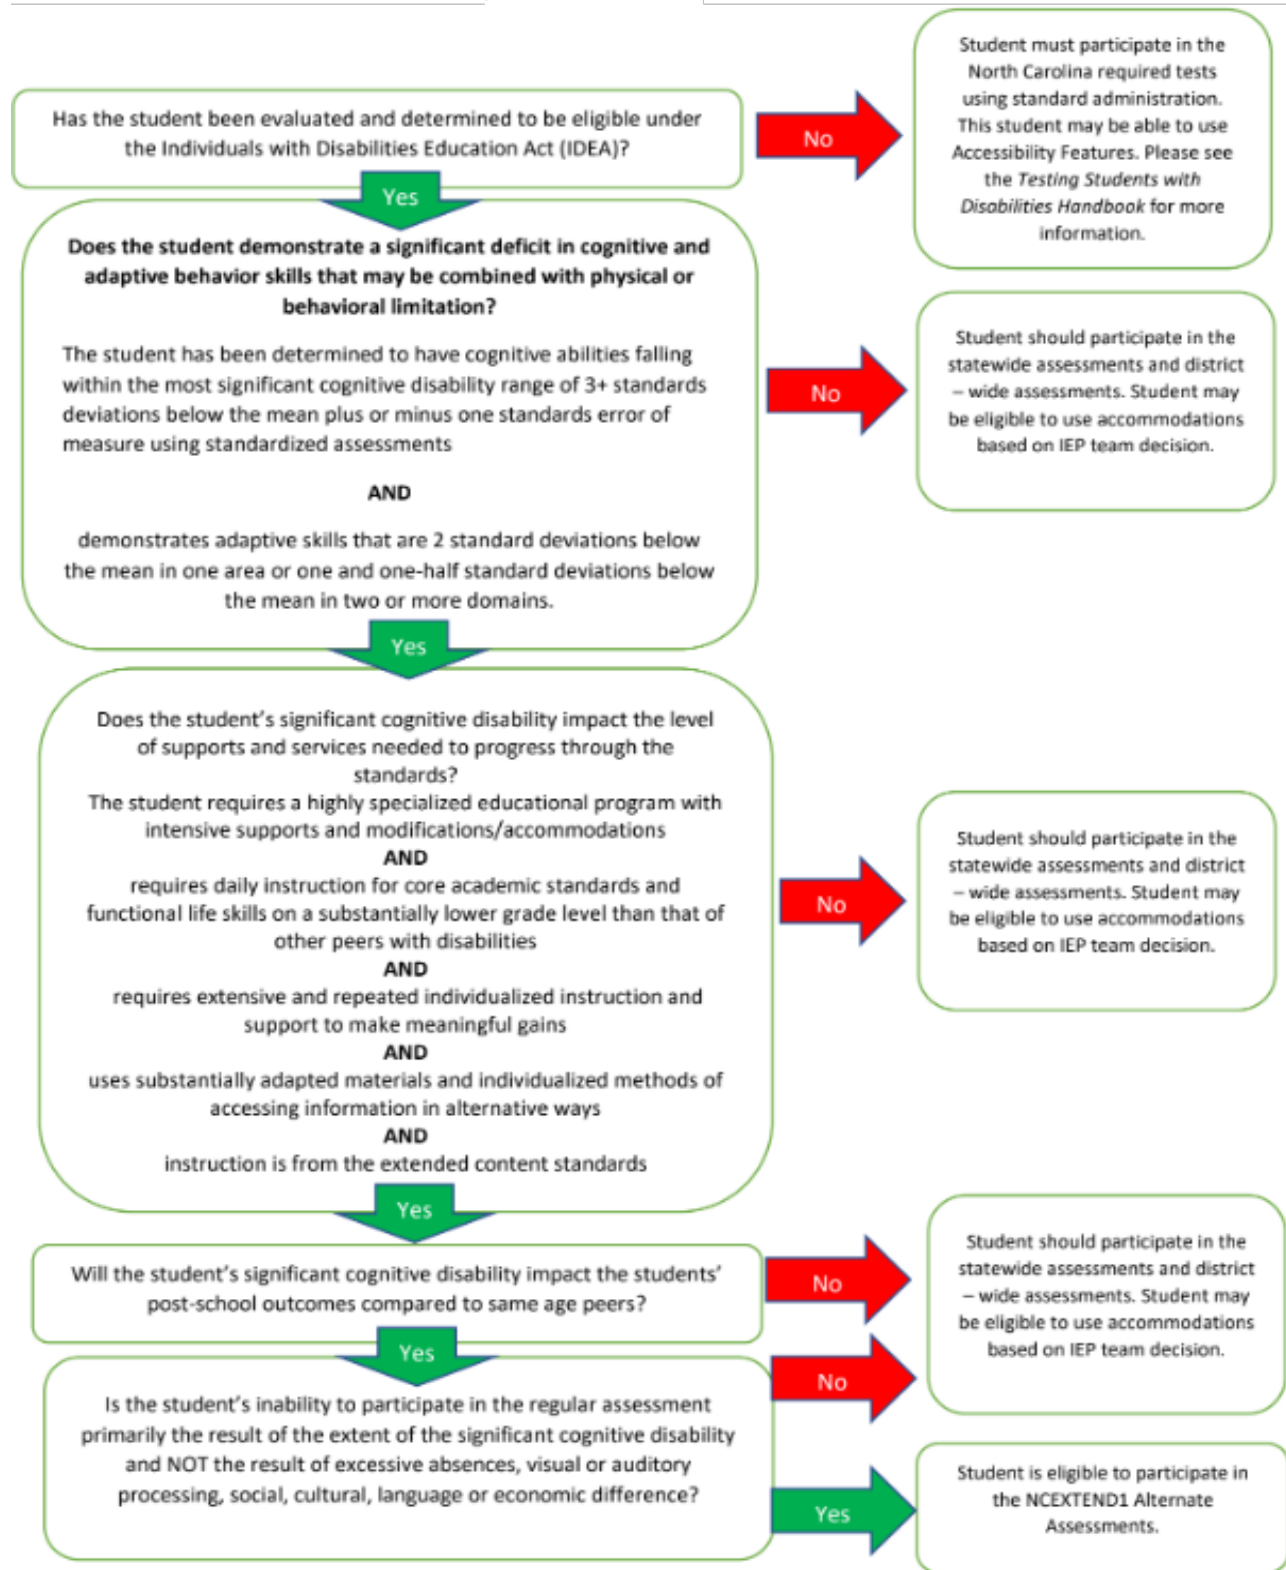 Has the student been evaluated and determined to be eligible under
the Individuals with Disabilities Education Act (IDEA)?
No
Student must participate in the
North Carolina required tests
using standard administration.
This student may be able to use
Accessibility Features. Please see
the Testing Students with
Disabilities Handbook for more
information.
Yes
Does the student demonstrate a significant deficit in cognitive and
adaptive behavior skills that may be combined with physical or
behavioral limitation?
The student has been determined to have cognitive abilities falling
within the most significant cognitive disability range of 3+ standards
deviations below the mean plus or minus one standards error of
measure using standardized assessments
AND
demonstrates adaptive skills that are 2 standard deviations below
the mean in one area or one and one-half standard deviations below
the mean in two or more domains.
No
Student should participate in the
statewide assessments and district
– wide assessments. Student may
be eligible to use accommodations
based on IEP team decision.
Yes
Does the student's significant cognitive disability impact the level
of supports and services needed to progress through the
standards?
The student requires a highly specialized educational program with
intensive supports and modifications/accommodations
AND
requires daily instruction for core academic standards and
functional life skills on a substantially lower grade level than that of
other peers with disabilities
AND
requires extensive and repeated individualized instruction and
support to make meaningful gains
AND
uses substantially adapted materials and individualized methods of
accessing information in alternative ways
AND
instruction is from the extended content standards
No
Student should participate in the
statewide assessments and district
– wide assessments. Student may
be eligible to use accommodations
based on IEP team decision.
Yes
Will the student's significant cognitive disability impact the students'
post-school outcomes compared to same age peers?
No
Student should participate in the
statewide assessments and district
– wide assessments. Student may
be eligible to use accommodations
based on IEP team decision.
Yes
Is the student's inability to participate in the regular assessment
primarily the result of the extent of the significant cognitive disability
and NOT the result of excessive absences, visual or auditory
processing, social, cultural, language or economic difference?
No
Yes
Student is eligible to participate in
the NCEXTEND1 Alternate
Assessments.